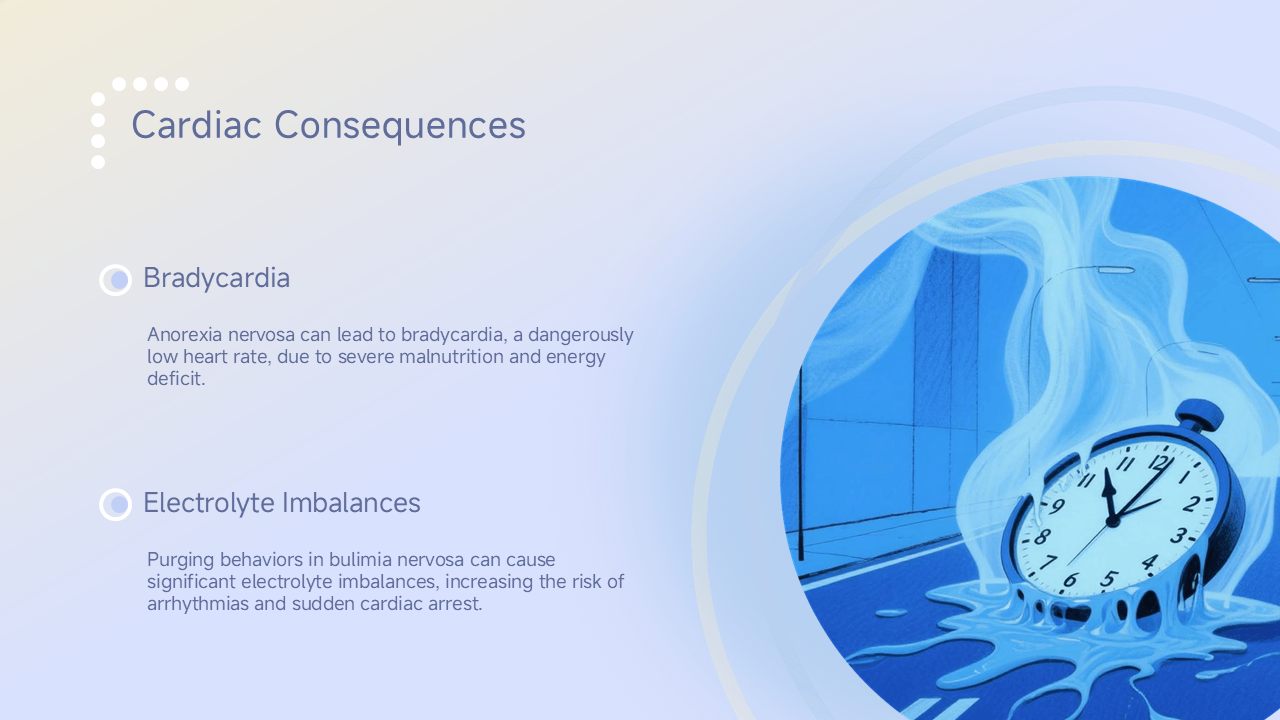 Cardiac Consequences
Bradycardia
Anorexia nervosa can lead to bradycardia, a dangerously
low heart rate, due to severe malnutrition and energy
deficit.
Electrolyte Imbalances
Purging behaviors in bulimia nervosa can cause
significant electrolyte imbalances, increasing the risk of
arrhythmias and sudden cardiac arrest.
11
11
12
1
2
3
4
5
6
7
8
9